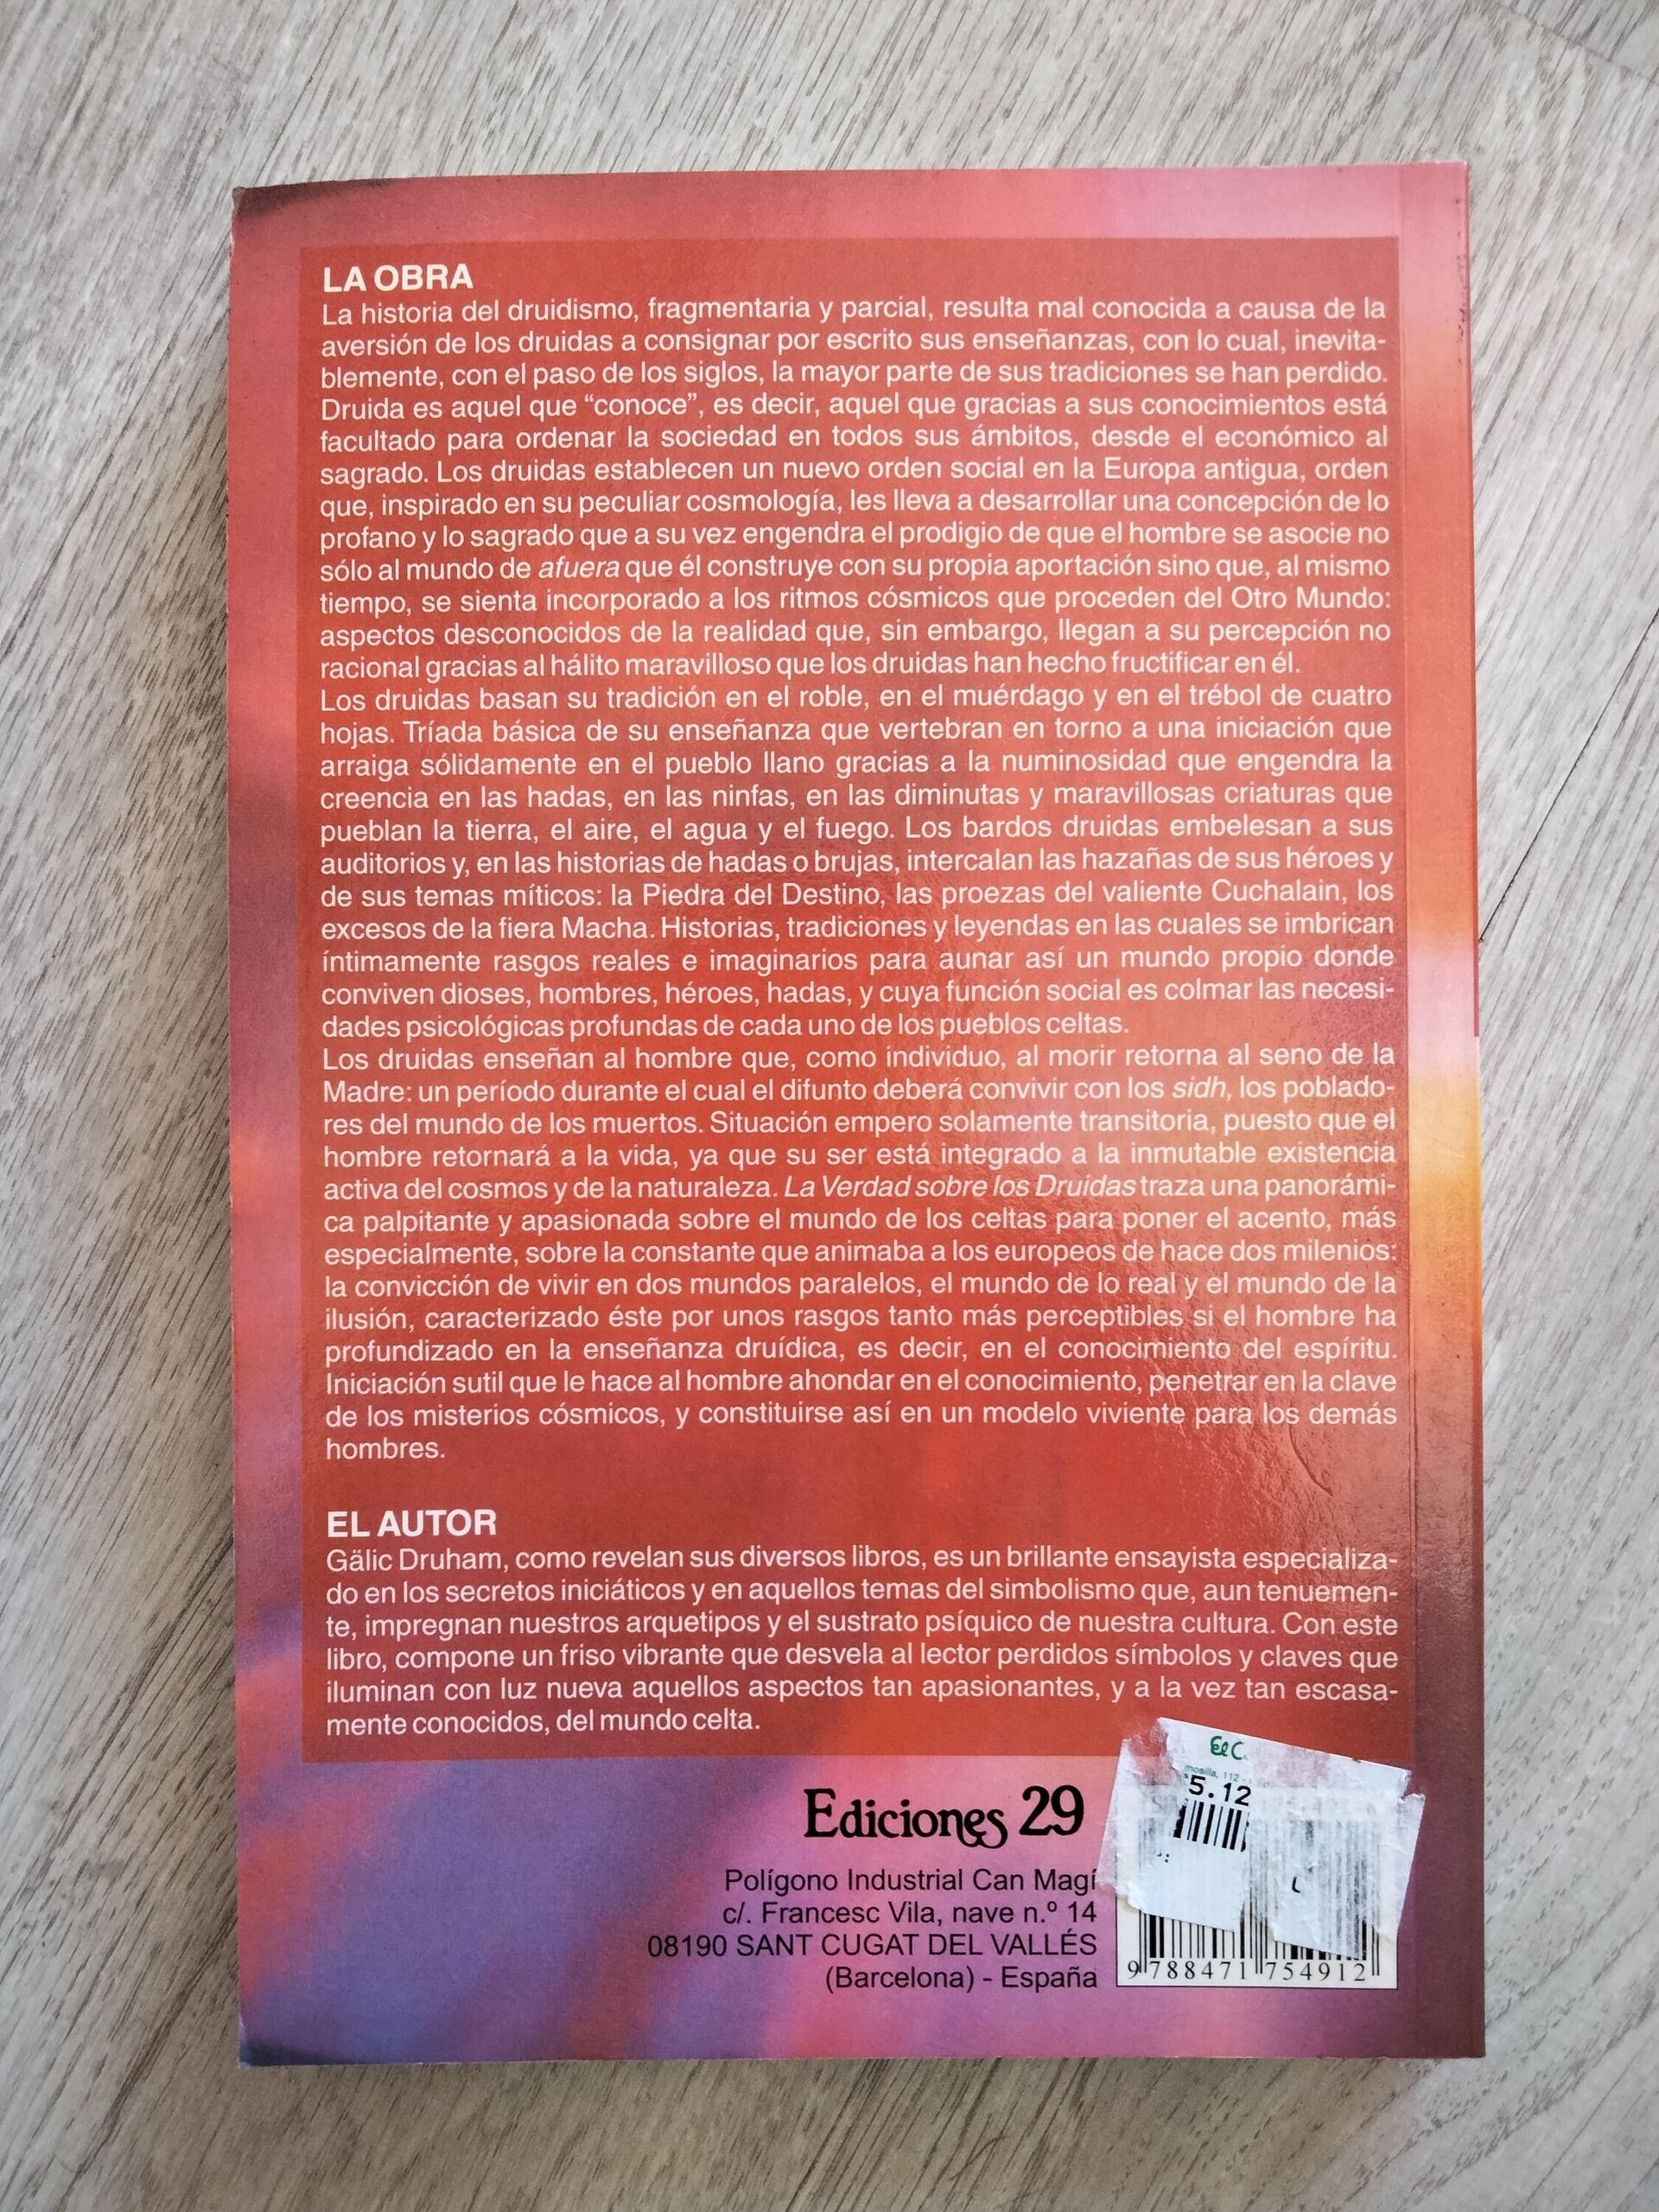 LA OBRA
La historia del druidismo, fragmentaria y parcial, resulta mal conocida a causa de la
aversión de los druidas a consignar por escrito sus enseñanzas, con lo cual, inevita-
blemente, con el paso de los siglos, la mayor parte de sus tradiciones se han perdido.
Druida es aquel que “conoce”, es decir, aquel que gracias a sus conocimientos está
facultado para ordenar la sociedad en todos sus ámbitos, desde el económico al
sagrado. Los druidas establecen un nuevo orden social en la Europa antigua, orden
que, inspirado en su peculiar cosmología, les lleva a desarrollar una concepción de lo
profano y lo sagrado que a su vez engendra el prodigio de que el hombre se asocie no
sólo al mundo de afuera que él construye con su propia aportación sino que, al mismo
tiempo, se sienta incorporado a los ritmos cósmicos que proceden del Otro Mundo:
aspectos desconocidos de la realidad que, sin embargo, llegan a su percepción no
racional gracias al hálito maravilloso que los druidas han hecho fructificar en él.
Los druidas basan su tradición en el roble, en el muérdago y en el trébol de cuatro
hojas. Tríada básica de su enseñanza que vertebran en torno a una iniciación que
arraiga sólidamente en el pueblo llano gracias a la numinosidad que engendra la
creencia en las hadas, en las ninfas, en las diminutas y maravillosas criaturas que
pueblan la tierra, el aire, el agua y el fuego. Los bardos druidas embelesan a sus
auditorios y, en las historias de hadas o brujas, intercalan las hazañas de sus héroes y
de sus temas míticos: la Piedra del Destino, las proezas del valiente Cuchalain, los
excesos de la fiera Macha. Historias, tradiciones y leyendas en las cuales se imbrican
íntimamente rasgos reales e imaginarios para aunar así un mundo propio donde
conviven dioses, hombres, héroes, hadas, y cuya función social es colmar las necesi-
dades psicológicas profundas de cada uno de los pueblos celtas.
Los druidas enseñan al hombre que, como individuo, al morir retorna al seno de la
Madre: un período durante el cual el difunto deberá convivir con los sidh, los poblado-
res del mundo de los muertos. Situación empero solamente transitoria, puesto que el
hombre retornará a la vida, ya que su ser está integrado a la inmutable existencia
activa del cosmos y de la naturaleza. La Verdad sobre los Druidas traza una panorámi-
ca palpitante y apasionada sobre el mundo de los celtas para poner el acento, más
especialmente, sobre la constante que animaba a los europeos de hace dos milenios:
la convicción de vivir en dos mundos paralelos, el mundo de lo real y el mundo de la
ilusión, caracterizado éste por unos rasgos tanto más perceptibles si el hombre ha
profundizado en la enseñanza druídica, es decir, en el conocimiento del espíritu.
Iniciación sutil que le hace al hombre ahondar en el conocimiento, penetrar en la clave
de los misterios cósmicos, y constituirse así en un modelo viviente para los demás
hombres.
EL AUTOR
Gälic Druham, como revelan sus diversos libros, es un brillante ensayista especializa-
do en los secretos iniciáticos y en aquellos temas del simbolismo que, aun tenuemen-
te, impregnan nuestros arquetipos y el sustrato psíquico de nuestra cultura. Con este
libro, compone un friso vibrante que desvela al lector perdidos símbolos y claves que
iluminan con luz nueva aquellos aspectos tan apasionantes, y a la vez tan escasa-
mente conocidos, del mundo celta.
Ediciones 29
Polígono Industrial Can Magí
c/. Francesc Vila, nave n.º 14
08190 SANT CUGAT DEL VALLÉS
(Barcelona) - España
El C
112
5.12
9 788471 754912